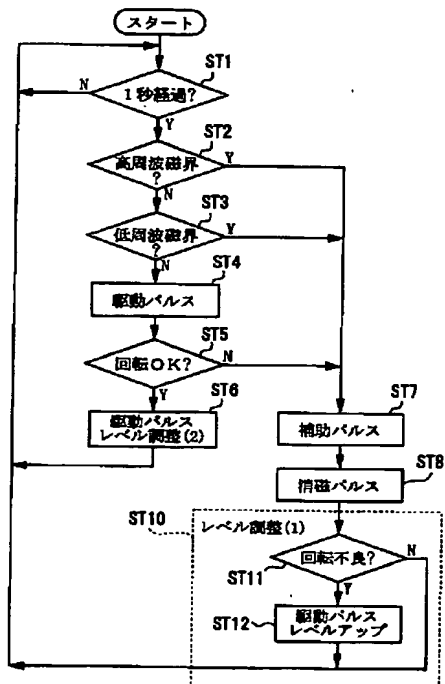 スタート
ST1
1秒経過?
N
Y
ST2
高周波磁界
?
Y
N
ST3
低周波磁界
?
Y
N
ST4
駆動パルス
ST5
回転OK?
N
Y
ST6
駆動パルス
レベル調整(2)
ST7
補助パルス
ST8
消磁パルス
ST10
レベル調整(1)
回転不良?
N
ST11
Y
ST12
駆動パルス
レベルアップ